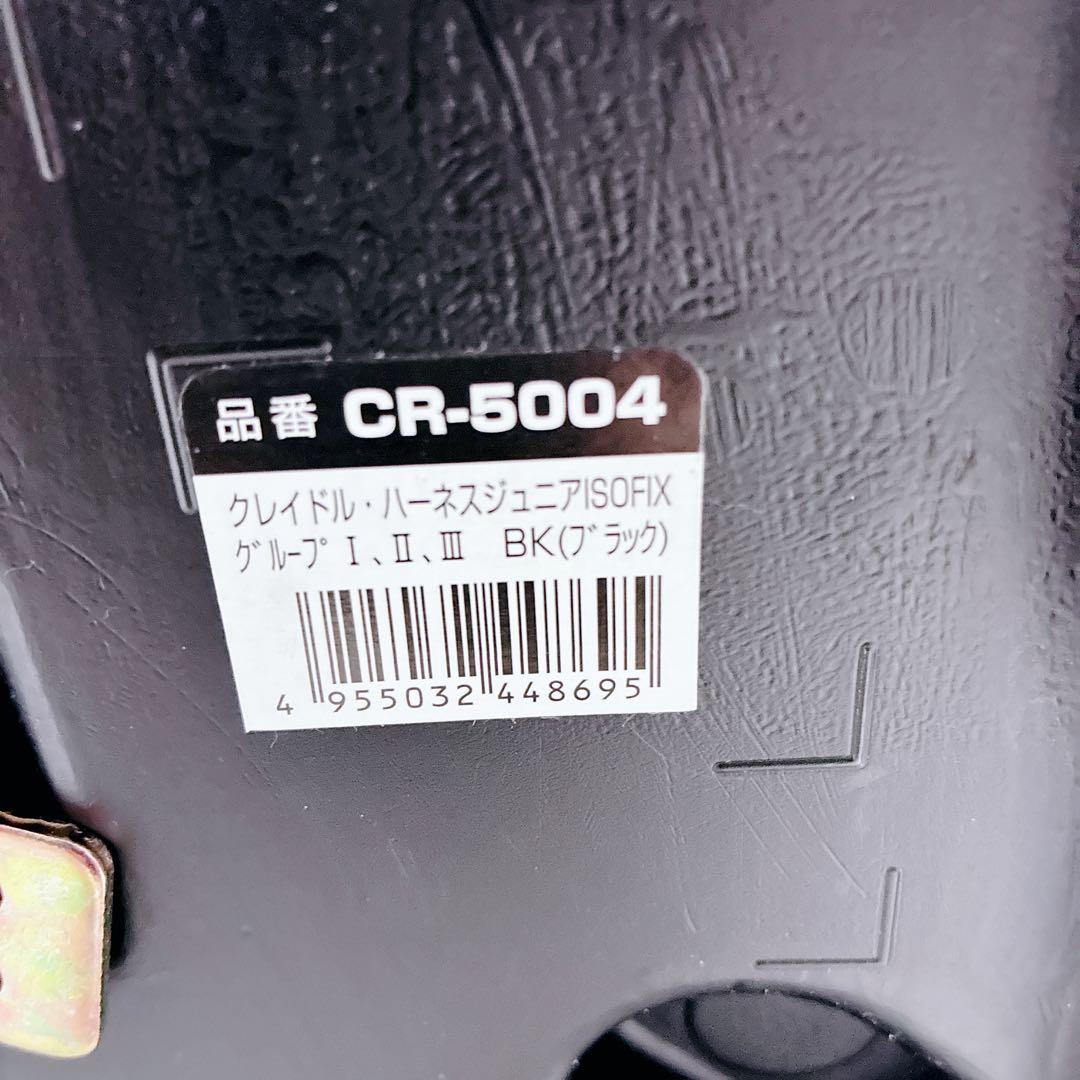 品番 CR-5004
クレイドル・ハーネスジュニアISOFIX
グループ Ⅰ、Ⅱ、Ⅲ BK(ブラック)
4 955032 448695